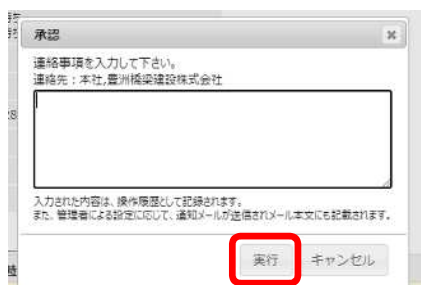 承認
連絡事項を入力して下さい。
連絡先：本社,豊洲橋梁建設株式会社
入力された内容は、操作履歴として記録されます。
また、管理者による設定に応じて、通知メールが送信されメール本文にも記載されます。
実行
キャンセル